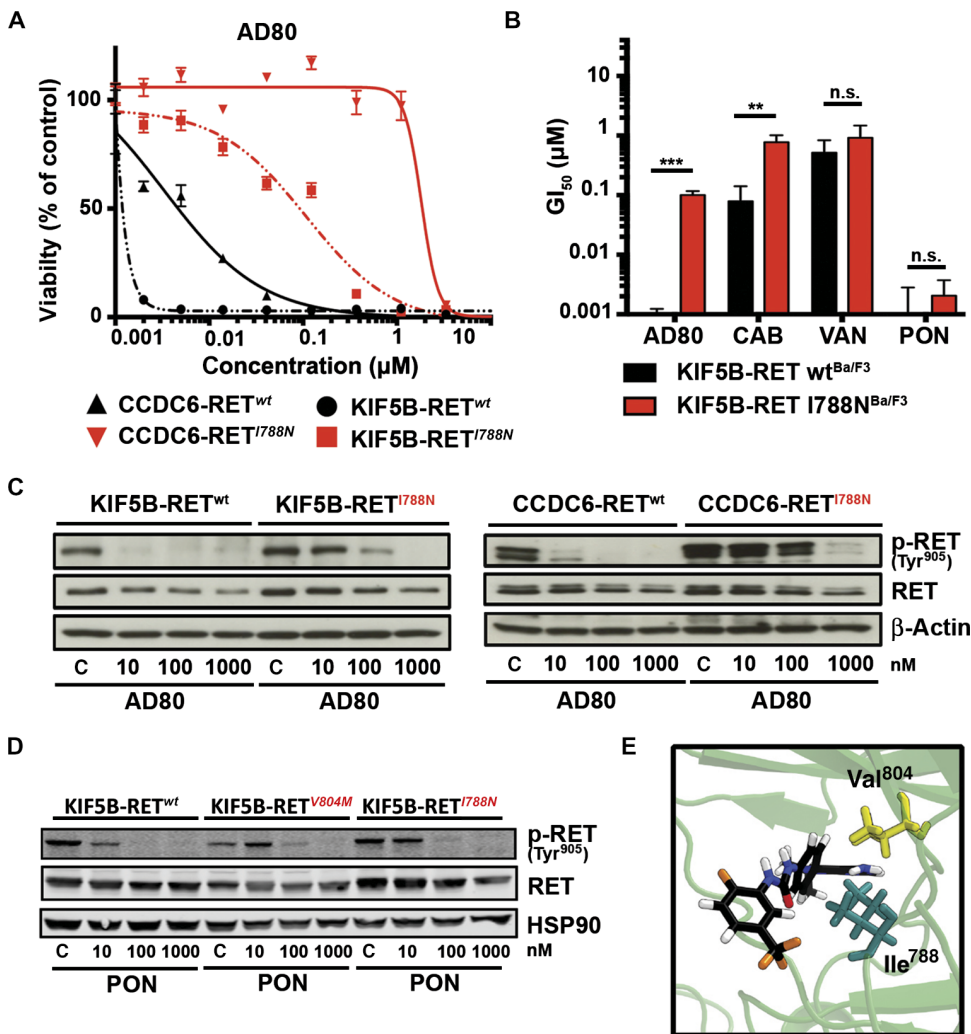 A
AD80
Viabilty (% of control)
100
50
0
0.001
0.01
0.1
1
10
Concentration (µM)
CCDC6-RETwt
KIF5B-RETwt
CCDC6-RETI788N
KIF5B-RETI788N
B
GI50 (µM)
10
1
0.1
0.01
0.001
***
**
n.s.
n.s.
AD80 CAB VAN PON
KIF5B-RET wtBa/F3
KIF5B-RET I788NBa/F3
C
KIF5B-RETwt KIF5B-RETI788N
CCDC6-RETwt CCDC6-RETI788N
p-RET
(Tyr905)
RET
β-Actin
C 10 100 1000 C 10 100 1000
C 10 100 1000 C 10 100 1000 nM
AD80 AD80
AD80 AD80
D
KIF5B-RETwt KIF5B-RETV804M KIF5B-RETI788N
p-RET
(Tyr905)
RET
HSP90
C 10 100 1000 C 10 100 1000 C 10 100 1000 nM
PON PON PON
E
Val804
Ile788